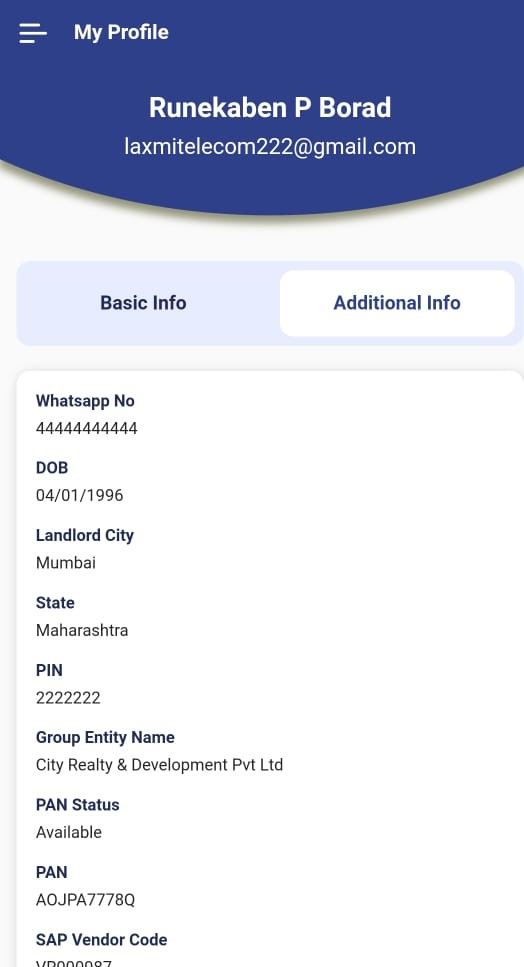 My Profile
Runekaben P Borad
laxmitelecom222@gmail.com
Basic Info
Additional Info
Whatsapp No
44444444444
DOB
04/01/1996
Landlord City
Mumbai
State
Maharashtra
PIN
2222222
Group Entity Name
City Realty & Development Pvt Ltd
PAN Status
Available
PAN
AOJPA7778Q
SAP Vendor Code